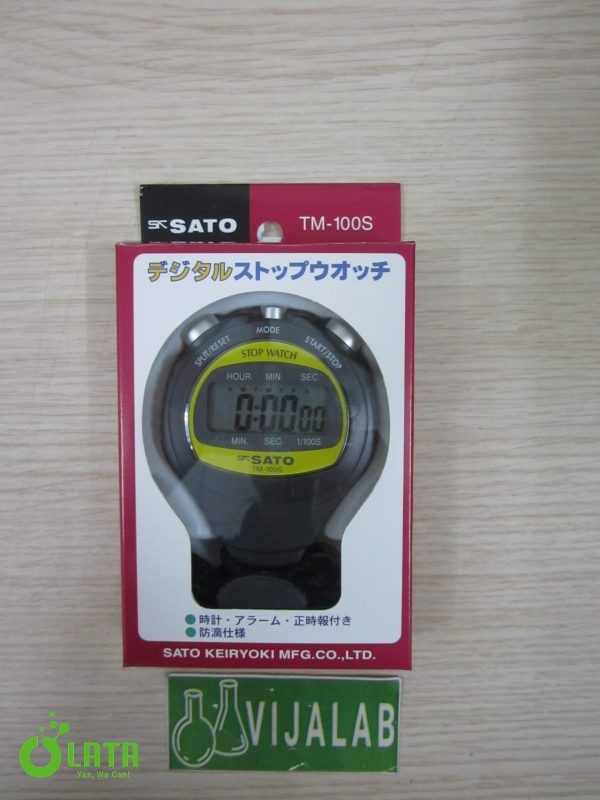 SK SATO
TM-100S
デジタルストップウオッチ
MODE
SPLIT/RESET
START/STOP
STOP WATCH
HOUR. MIN. SEC
0:00 00
MIN. SEC 1/100S.
SK SATO
TM-100S
●時計・アラーム・正時報付き
●防滴仕様
SATO KEIRYOKI MFG.CO.,LTD.
VIJALAB
LATA
Yes, We Can!